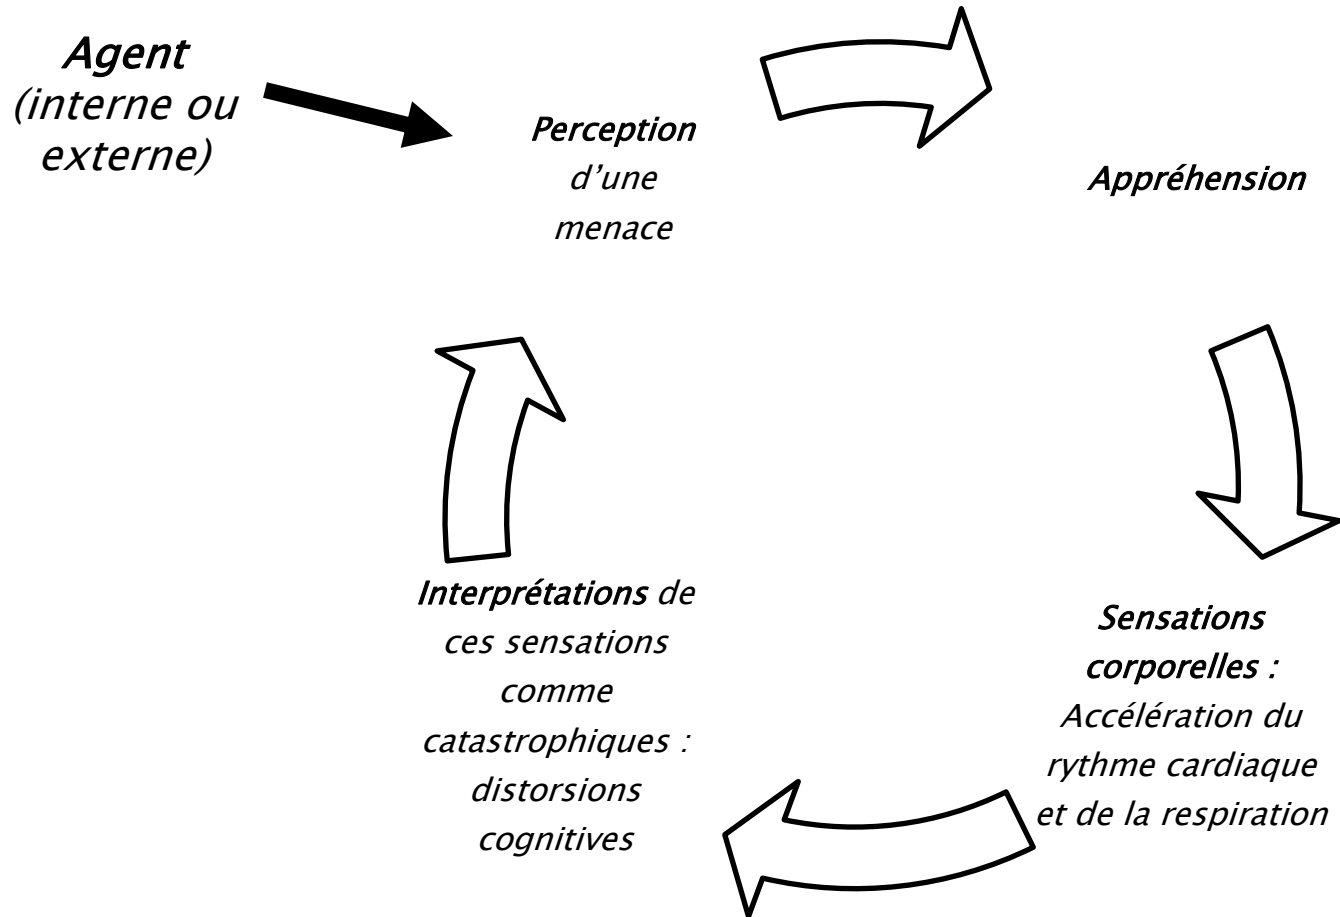 Agent
(interne ou
externe)
Perception
d’une
menace
Appréhension
Interprétations de
ces sensations
comme
catastrophiques :
distorsions
cognitives
Sensations
corporelles :
Accélération du
rythme cardiaque
et de la respiration